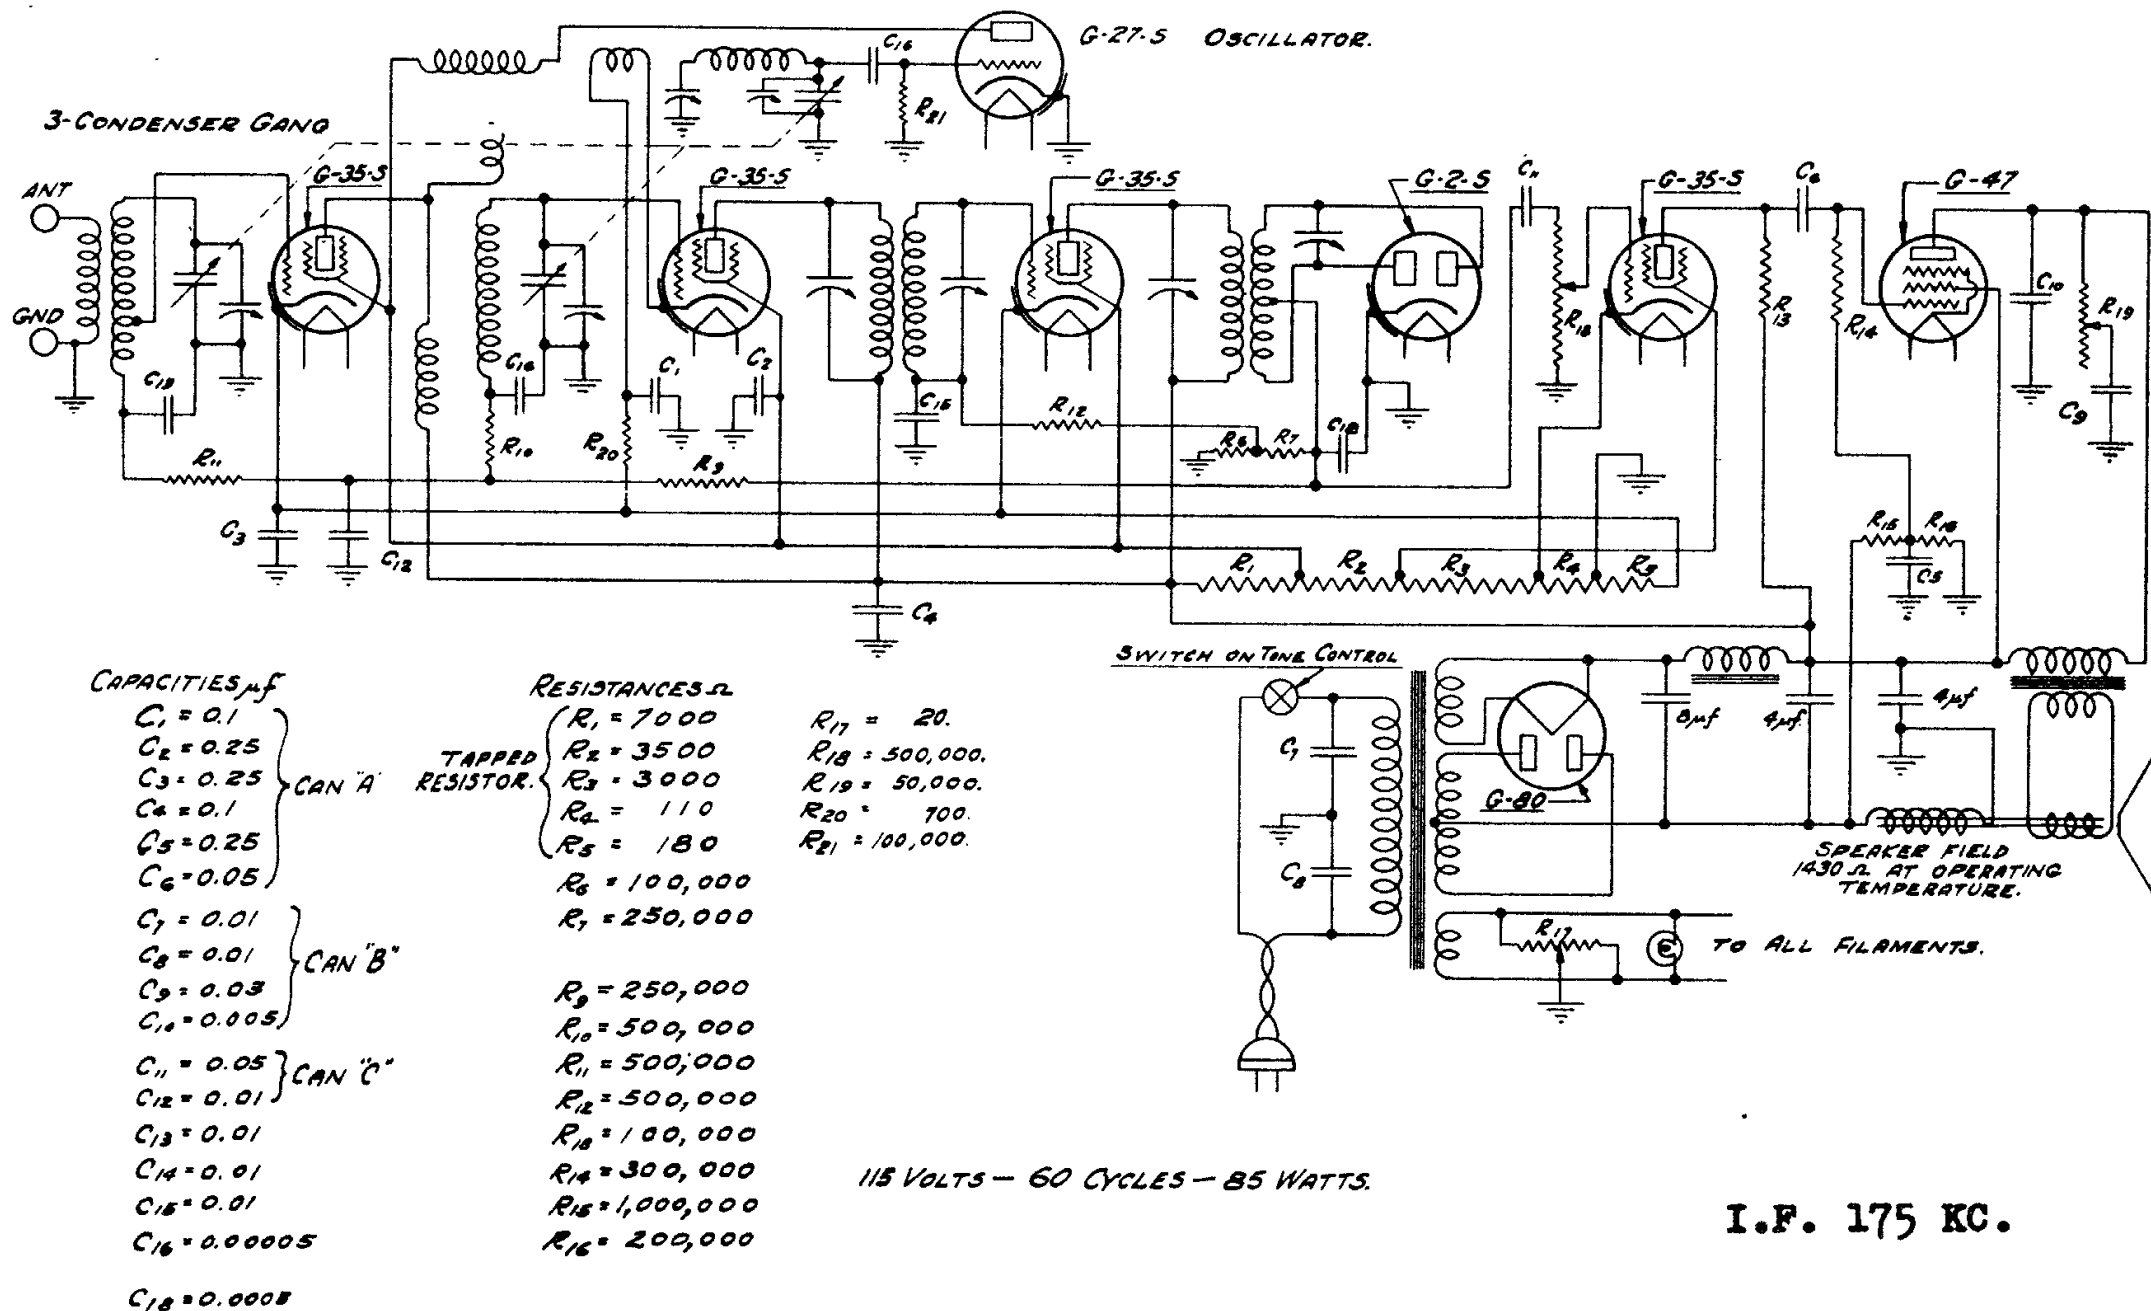 G-27-S OSCILLATOR.
C16
R21
3-CONDENSER GANG
ANT
GND
G-35-S
G-35-S
G-35-S
G-2-S
G-35-S
G-47
C11
C6
C13
C14
C1
C2
C15
R12
R6
R7
C18
R18
R13
R14
C10
R19
C9
R11
R10
R20
R9
C3
C12
R1
R2
R3
R4
R5
R15
R16
C5
C4
SWITCH ON TONE CONTROL
C7
C8
G-80
8μf
4μf
4μf
SPEAKER FIELD
1430 Ω AT OPERATING
TEMPERATURE.
R17
TO ALL FILAMENTS.
CAPACITIES μf
C1 = 0.1
C2 = 0.25
C3 = 0.25
C4 = 0.1
C5 = 0.25
C6 = 0.05
CAN "A"
C7 = 0.01
C8 = 0.01
C9 = 0.03
C10 = 0.005
CAN "B"
C11 = 0.05
C12 = 0.01
CAN "C"
C13 = 0.01
C14 = 0.01
C15 = 0.01
C16 = 0.00005
RESISTANCES Ω
TAPPED
RESISTOR.
R1 = 7000
R2 = 3500
R3 = 3000
R4 = 110
R5 = 180
R6 = 100,000
R7 = 250,000
R9 = 250,000
R10 = 500,000
R11 = 500,000
R12 = 500,000
R13 = 100,000
R14 = 300,000
R15 = 1,000,000
R16 = 200,000
R17 = 20.
R18 = 500,000.
R19 = 50,000.
R20 = 700.
R21 = 100,000.
115 VOLTS — 60 CYCLES — 85 WATTS.
I.F. 175 KC.